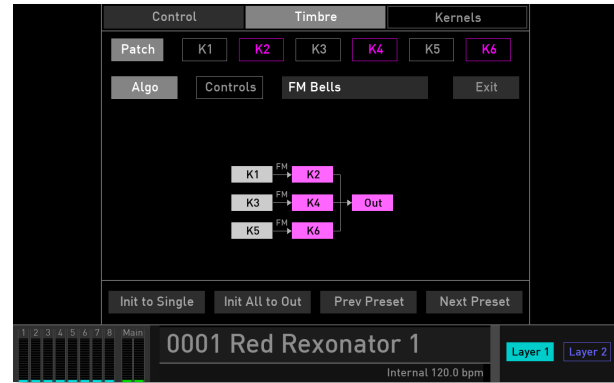 Control Timbre Kernels
Patch K1 K2 K3 K4 K5 K6
Algo Controls FM Bells Exit
K1 FM K2
K3 FM K4 Out
K5 FM K6
Init to Single Init All to Out Prev Preset Next Preset
1 2 3 4 5 6 7 8 Main
0001 Red Rexonator 1
Layer 1 Layer 2
Internal 120.0 bpm